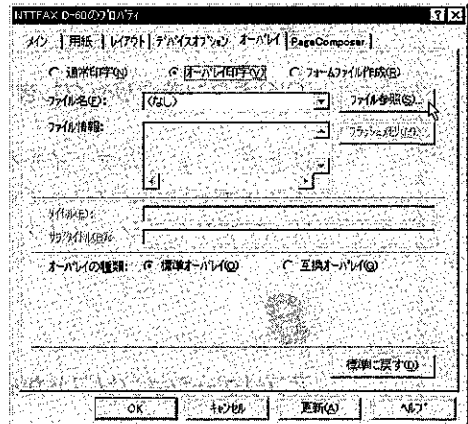 NTTFAX D-60のプロパティ
メイン 用紙 レイアウト デバイスオプション オーバレイ PageComposer
通常印字(N) オーバレイ印字(V) フォームファイル作成(R)
ファイル名(F): (なし) ファイル参照(S)...
ファイル情報: フラッシュメモリ(M)...
タイトル(E):
サブタイトル(B):
オーバレイの種類: 標準オーバレイ(O) 互換オーバレイ(G)
標準に戻す(D)
OK キャンセル 更新(A) ヘルプ